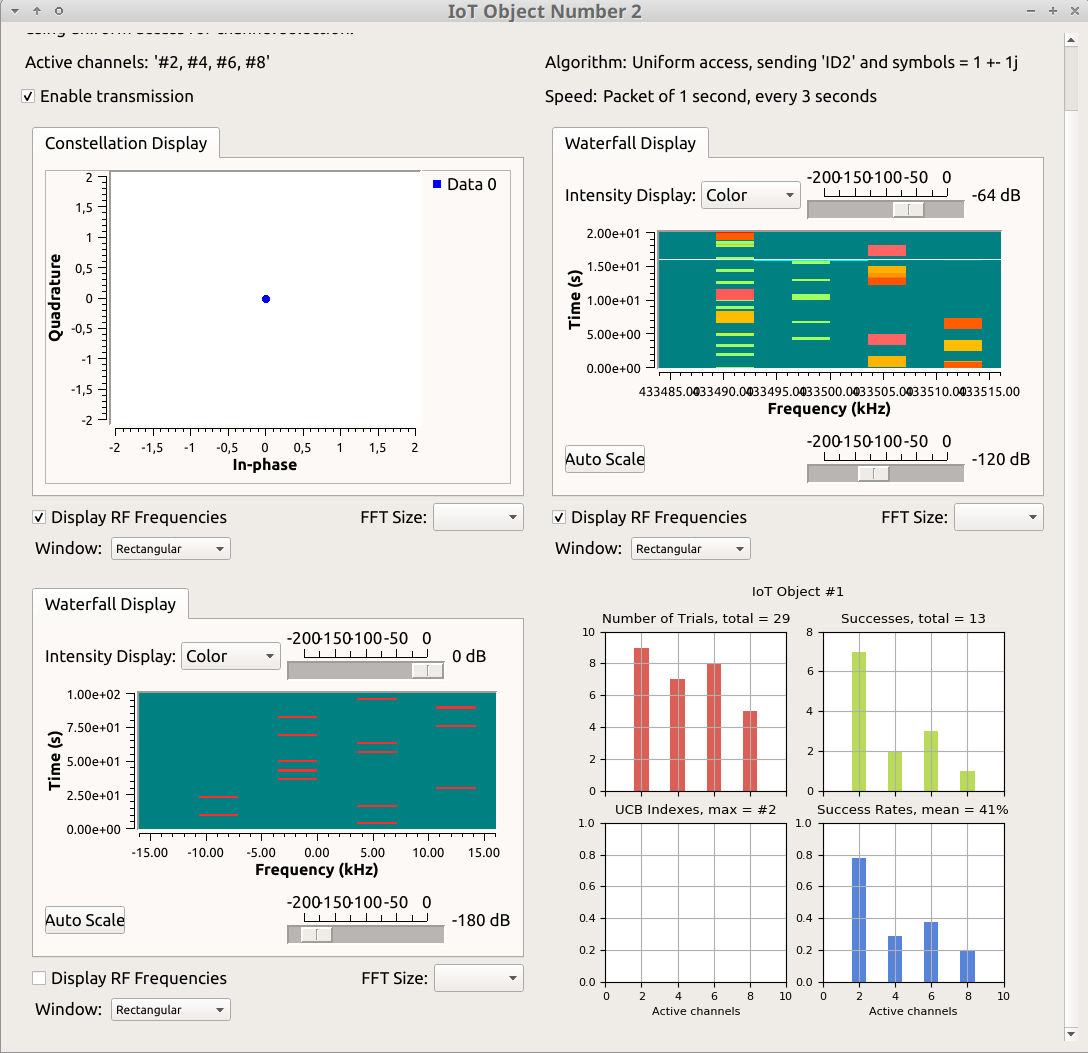 IoT Object Number 2
using Uniform access for channel selection.
Active channels: '#2, #4, #6, #8'
Algorithm: Uniform access, sending 'ID2' and symbols = 1 +- 1j
Enable transmission
Speed: Packet of 1 second, every 3 seconds
Constellation Display
Data 0
2
1,5
1
0,5
0
-0,5
-1
-1,5
-2
Quadrature
-2 -1,5 -1 -0,5 0 0,5 1 1,5 2
In-phase
Waterfall Display
Intensity Display: Color
-200 -150 -100 -50 0
-64 dB
2.00e+01
1.50e+01
1.00e+01
5.00e+00
0.00e+00
Time (s)
433485.00 433490.00 433495.00 433500.00 433505.00 433510.00 433515.00
Frequency (kHz)
Auto Scale
-200 -150 -100 -50 0
-120 dB
Display RF Frequencies
FFT Size:
Window: Rectangular
Display RF Frequencies
FFT Size:
Window: Rectangular
Waterfall Display
Intensity Display: Color
-200 -150 -100 -50 0
0 dB
1.00e+02
7.50e+01
5.00e+01
2.50e+01
0.00e+00
Time (s)
-15.00 -10.00 -5.00 0.00 5.00 10.00 15.00
Frequency (kHz)
Auto Scale
-200 -150 -100 -50 0
-180 dB
Display RF Frequencies
FFT Size:
Window: Rectangular
IoT Object #1
Number of Trials, total = 29
10
8
6
4
2
0
Successes, total = 13
8
6
4
2
0
UCB Indexes, max = #2
1.0
0.8
0.6
0.4
0.2
0.0
0 2 4 6 8 10
Active channels
Success Rates, mean = 41%
1.0
0.8
0.6
0.4
0.2
0.0
0 2 4 6 8 10
Active channels